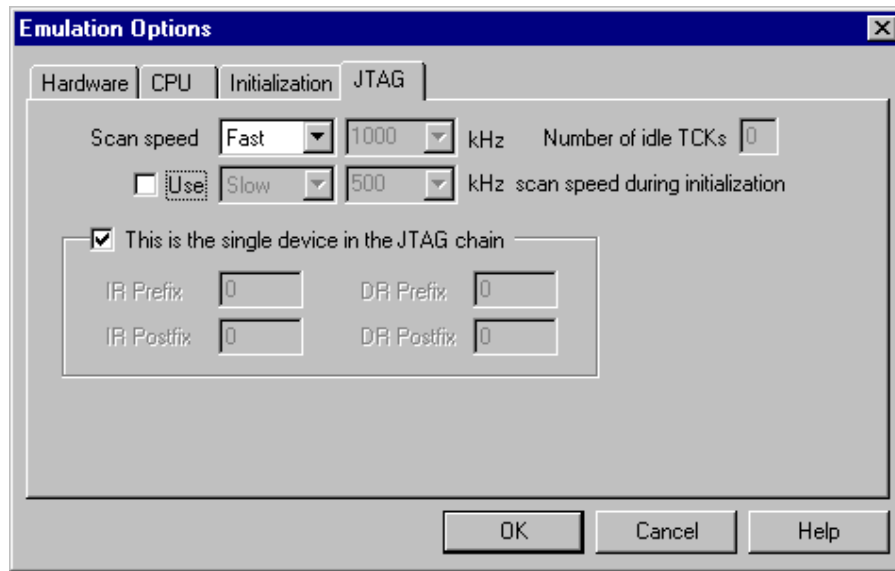 Emulation Options
Hardware CPU Initialization JTAG
Scan speed Fast 1000 kHz Number of idle TCKs 0
Use Slow 500 kHz scan speed during initialization
This is the single device in the JTAG chain
IR Prefix 0 DR Prefix 0
IR Postfix 0 DR Postfix 0
OK Cancel Help